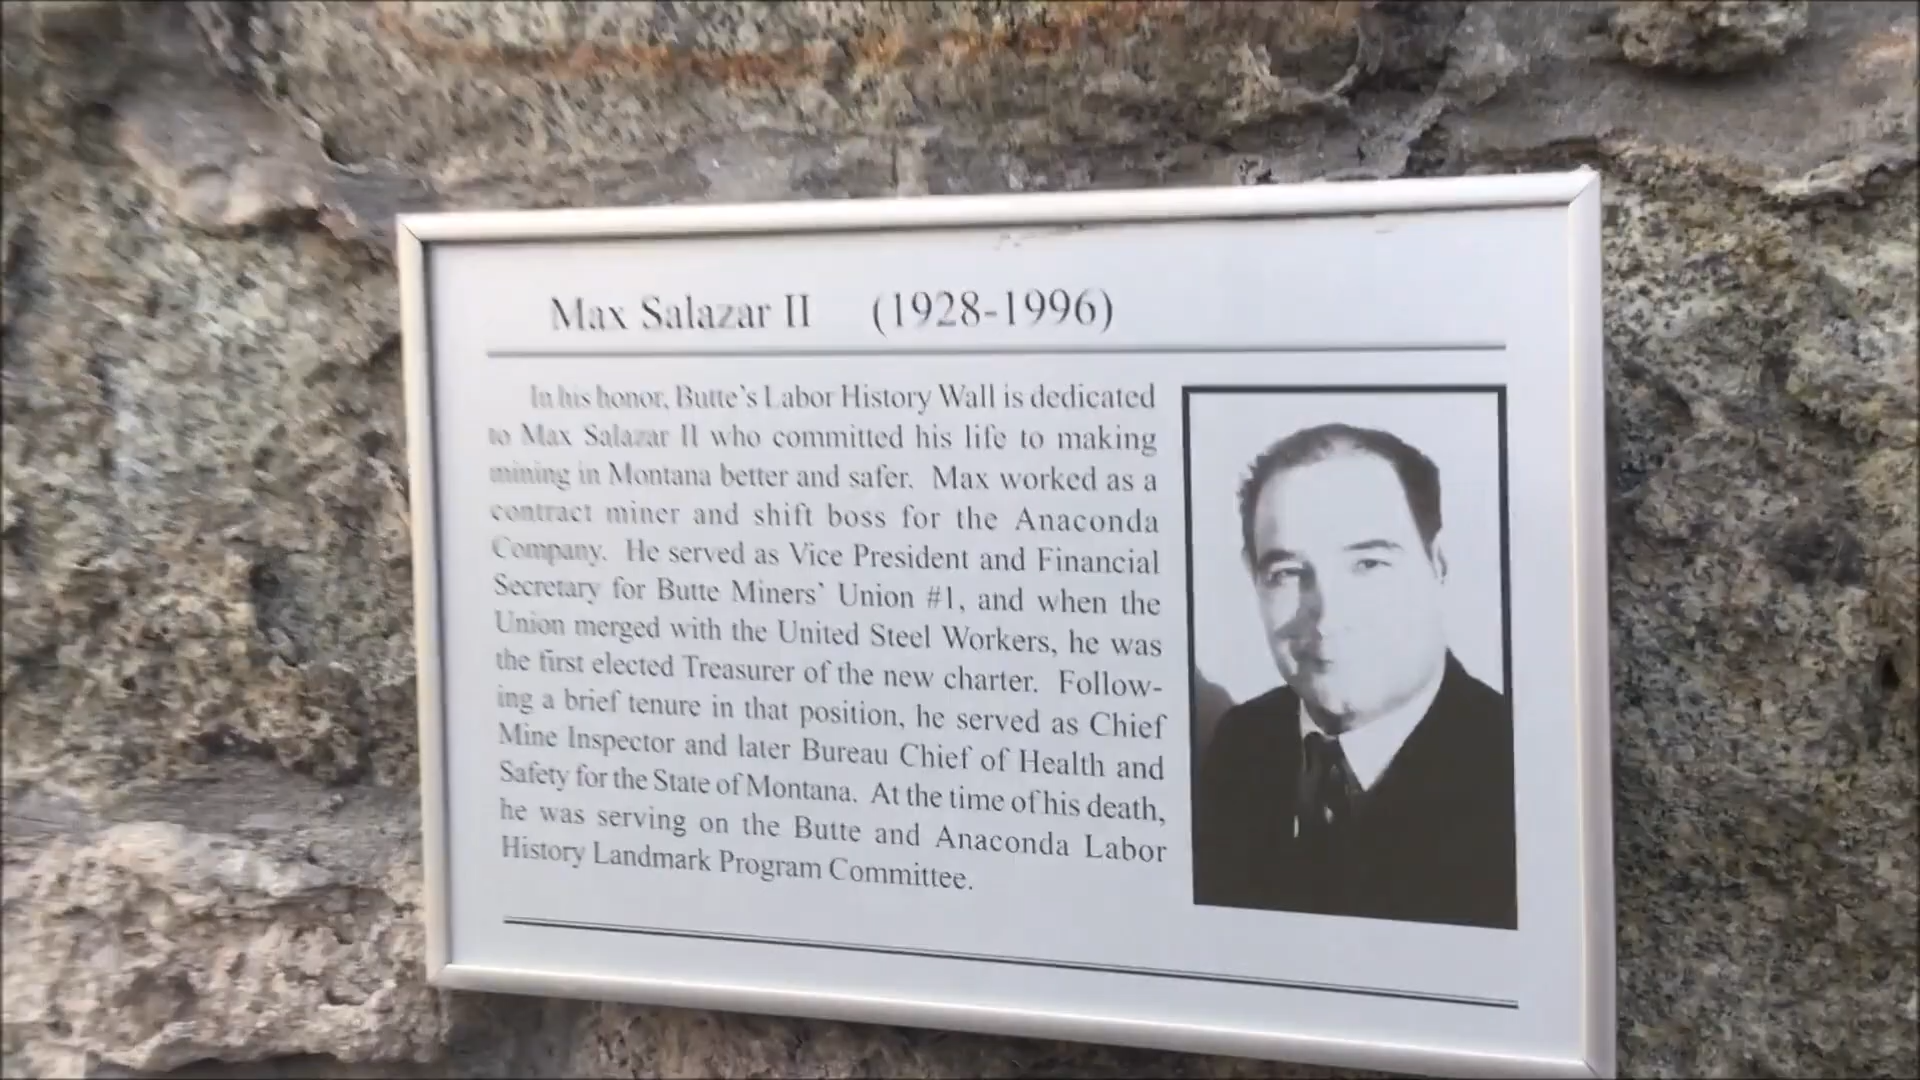 Max Salazar II (1928-1996)
In his honor, Butte's Labor History Wall is dedicated
to Max Salazar II who committed his life to making
mining in Montana better and safer. Max worked as a
contract miner and shift boss for the Anaconda
Company. He served as Vice President and Financial
Secretary for Butte Miners' Union #1, and when the
Union merged with the United Steel Workers, he was
the first elected Treasurer of the new charter. Follow-
ing a brief tenure in that position, he served as Chief
Mine Inspector and later Bureau Chief of Health and
Safety for the State of Montana. At the time of his death,
he was serving on the Butte and Anaconda Labor
History Landmark Program Committee.